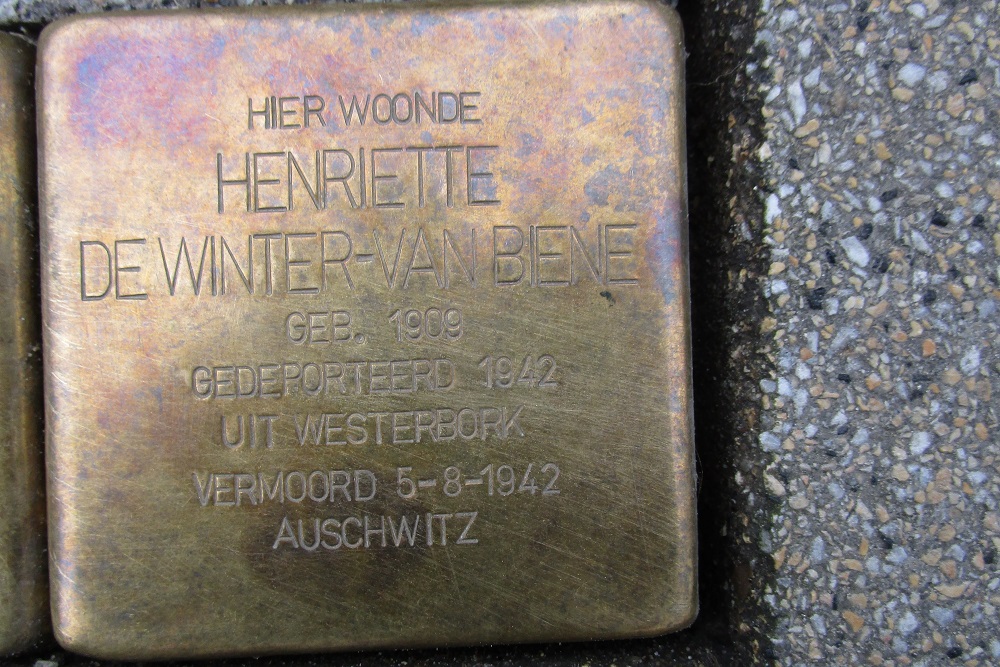 HIER WOONDE
HENRIETTE
DE WINTER-VAN BIENE
GEB. 1909
GEDEPORTEERD 1942
UIT WESTERBORK
VERMOORD 5-8-1942
AUSCHWITZ